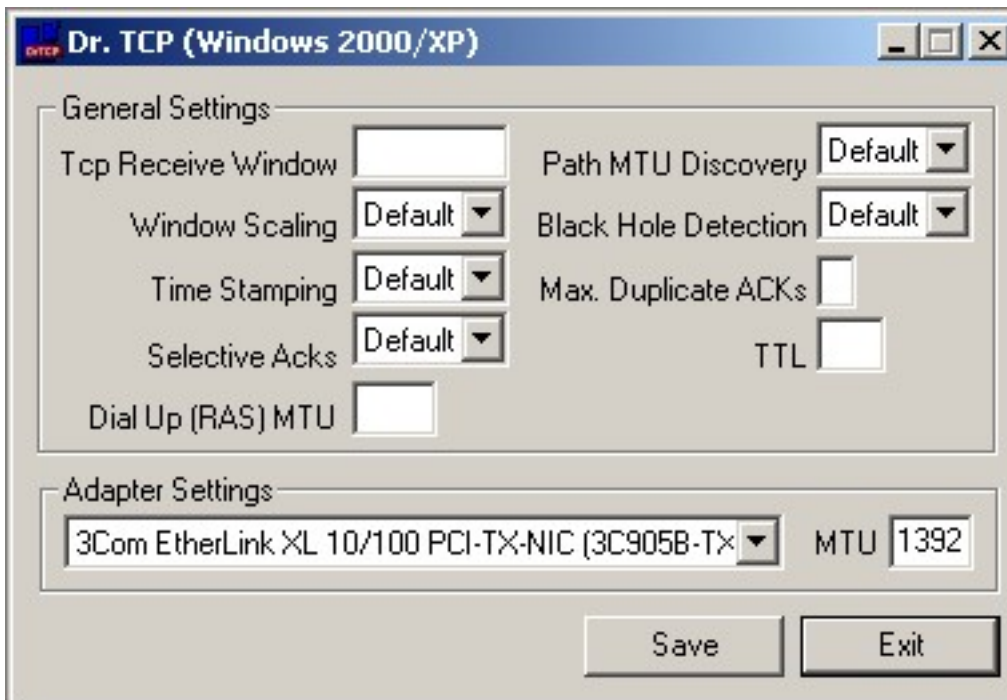 DrTCP Dr. TCP (Windows 2000/XP)
General Settings
Tcp Receive Window
Path MTU Discovery Default
Window Scaling Default
Black Hole Detection Default
Time Stamping Default
Max. Duplicate ACKs
Selective Acks Default
TTL
Dial Up (RAS) MTU
Adapter Settings
3Com EtherLink XL 10/100 PCI-TX-NIC (3C905B-TX MTU 1392
Save Exit